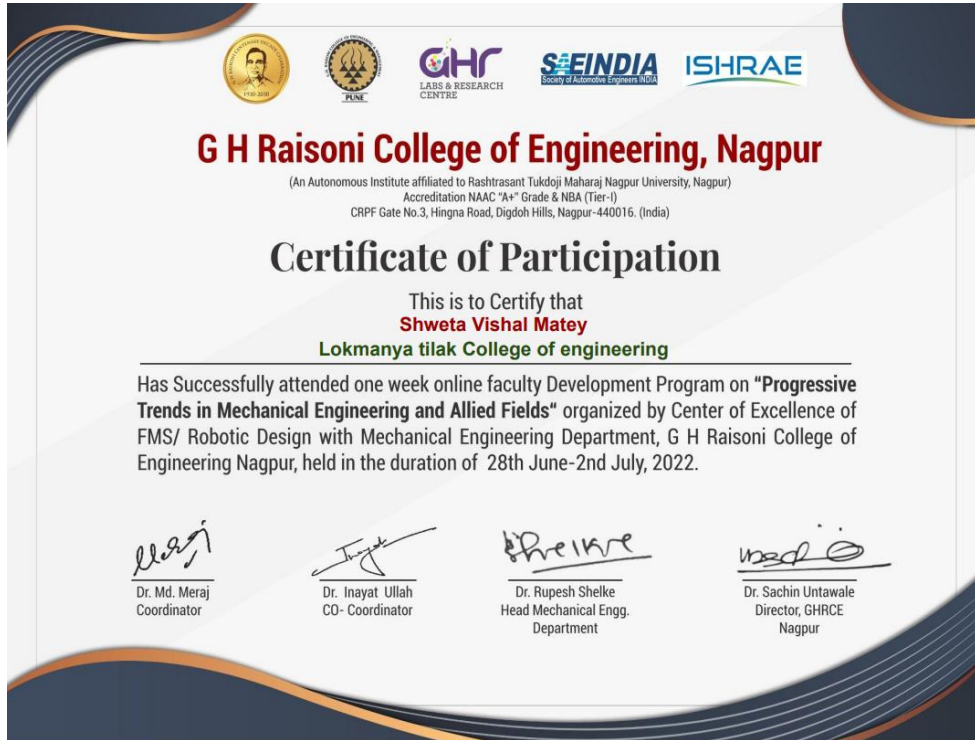 1930-2030
PUNE
GHR
LABS & RESEARCH
CENTRE
SAEINDIA
Society of Automotive Engineers INDIA
ISHRAE
G H Raisoni College of Engineering, Nagpur
(An Autonomous Institute affiliated to Rashtrasant Tukdoji Maharaj Nagpur University, Nagpur)
Accreditation NAAC "A+" Grade & NBA (Tier-I)
CRPF Gate No.3, Hingna Road, Digdoh Hills, Nagpur-440016. (India)
Certificate of Participation
This is to Certify that
Shweta Vishal Matey
Lokmanya tilak College of engineering
Has Successfully attended one week online faculty Development Program on “Progressive
Trends in Mechanical Engineering and Allied Fields“ organized by Center of Excellence of
FMS/ Robotic Design with Mechanical Engineering Department, G H Raisoni College of
Engineering Nagpur, held in the duration of 28th June-2nd July, 2022.
Dr. Md. Meraj
Coordinator
Dr. Inayat Ullah
CO- Coordinator
Dr. Rupesh Shelke
Head Mechanical Engg.
Department
Dr. Sachin Untawale
Director, GHRCE
Nagpur